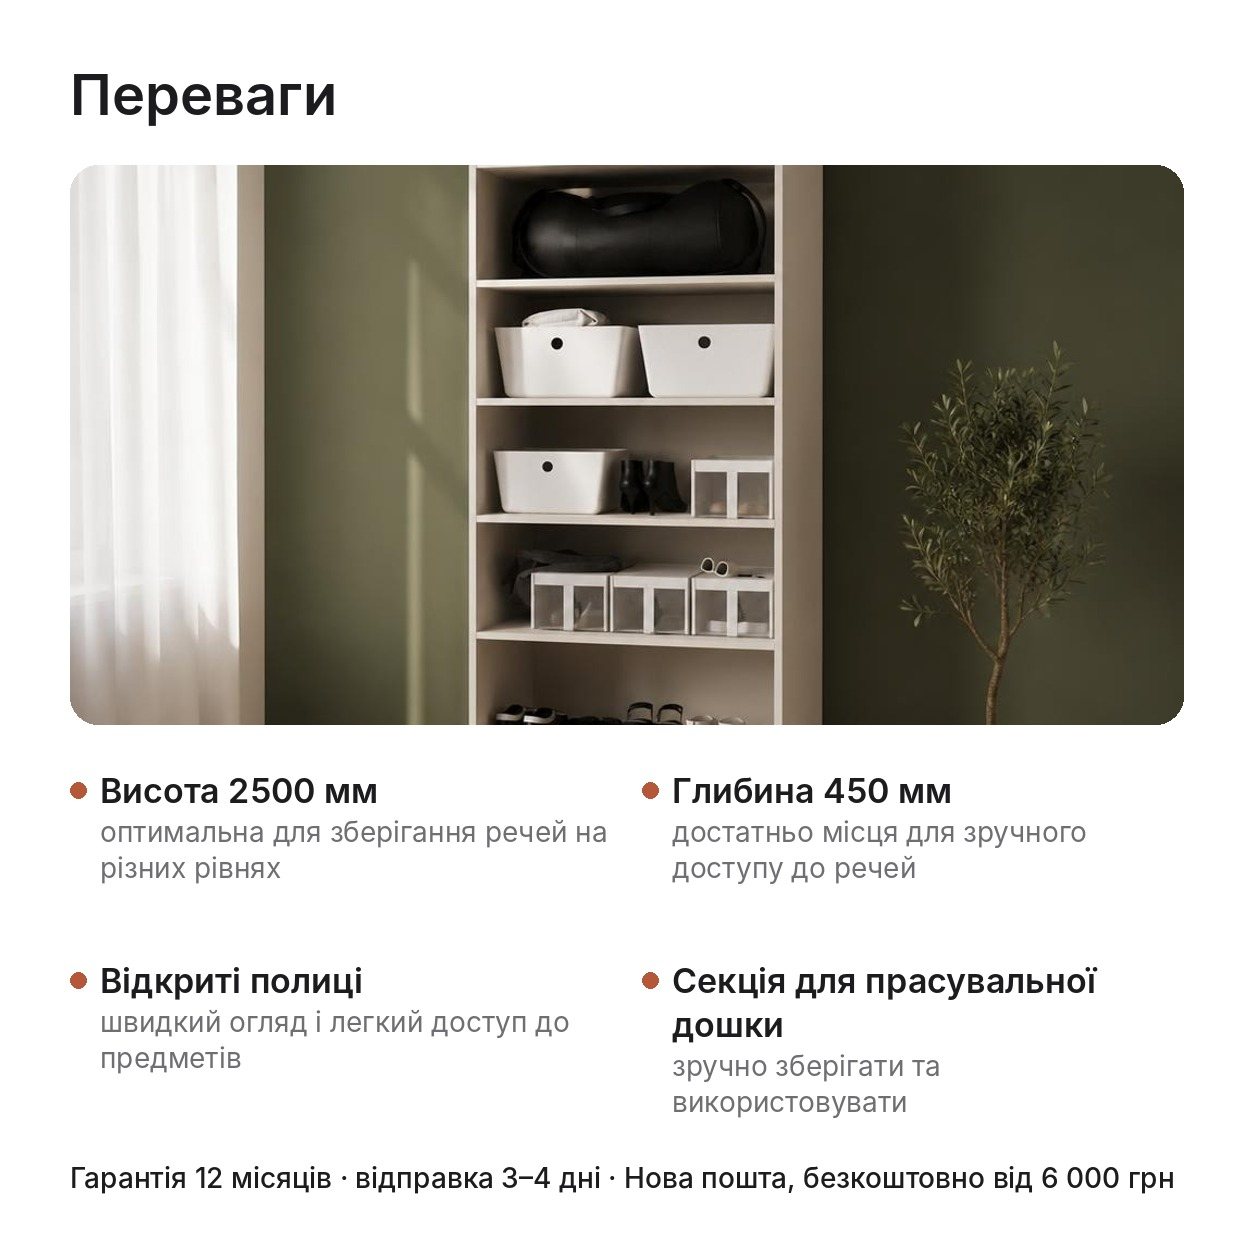 Переваги
Висота 2500 мм
оптимальна для зберігання речей на
різних рівнях
Глибина 450 мм
достатньо місця для зручного
доступу до речей
Відкриті полиці
швидкий огляд і легкий доступ до
предметів
Секція для прасувальної
дошки
зручно зберігати та
використовувати
Гарантія 12 місяців · відправка 3–4 дні · Нова пошта, безкоштовно від 6 000 грн